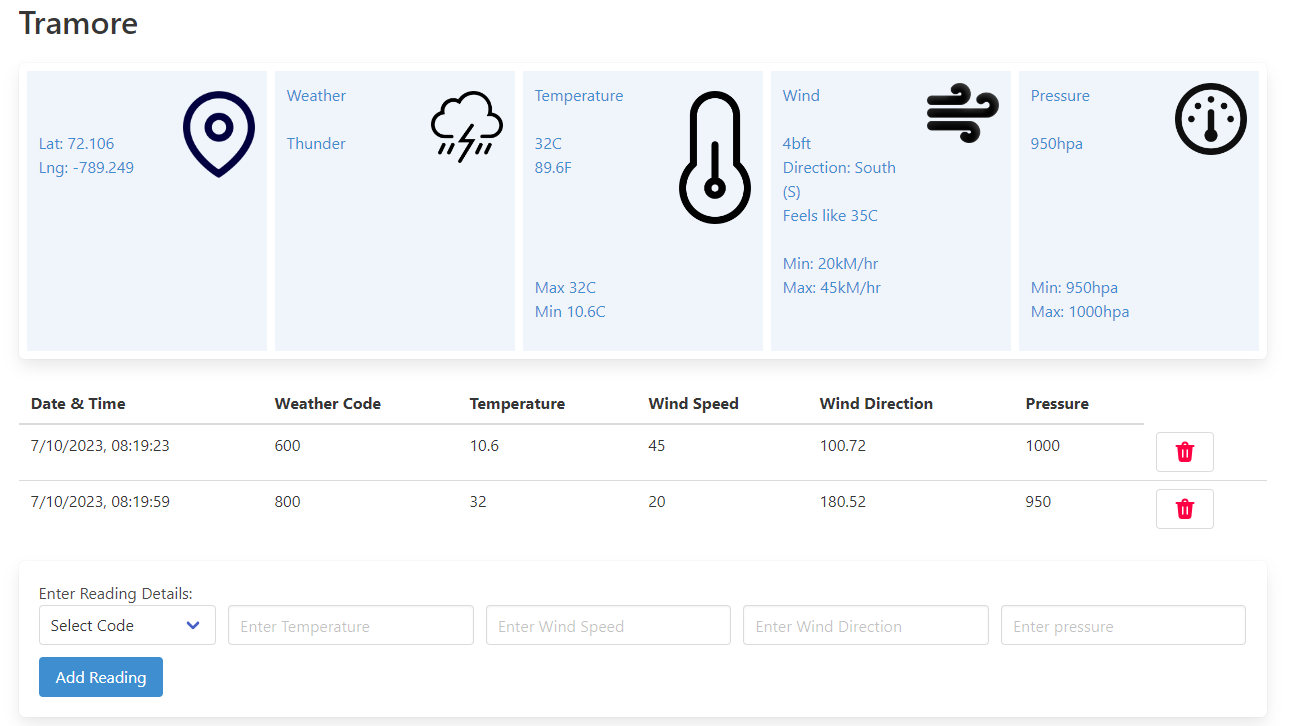 Tramore
Lat: 72.106
Lng: -789.249
Weather
Thunder
Temperature
32C
89.6F
Max 32C
Min 10.6C
Wind
4bft
Direction: South
(S)
Feels like 35C
Min: 20kM/hr
Max: 45kM/hr
Pressure
950hpa
Min: 950hpa
Max: 1000hpa
Date & Time Weather Code Temperature Wind Speed Wind Direction Pressure
7/10/2023, 08:19:23 600 10.6 45 100.72 1000
7/10/2023, 08:19:59 800 32 20 180.52 950
Enter Reading Details:
Select Code Enter Temperature Enter Wind Speed Enter Wind Direction Enter pressure
Add Reading